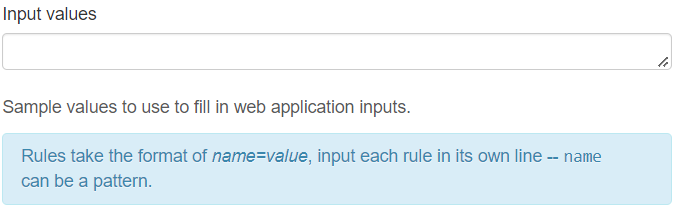 Input values
Sample values to use to fill in web application inputs.
Rules take the format of name=value, input each rule in its own line -- name
can be a pattern.